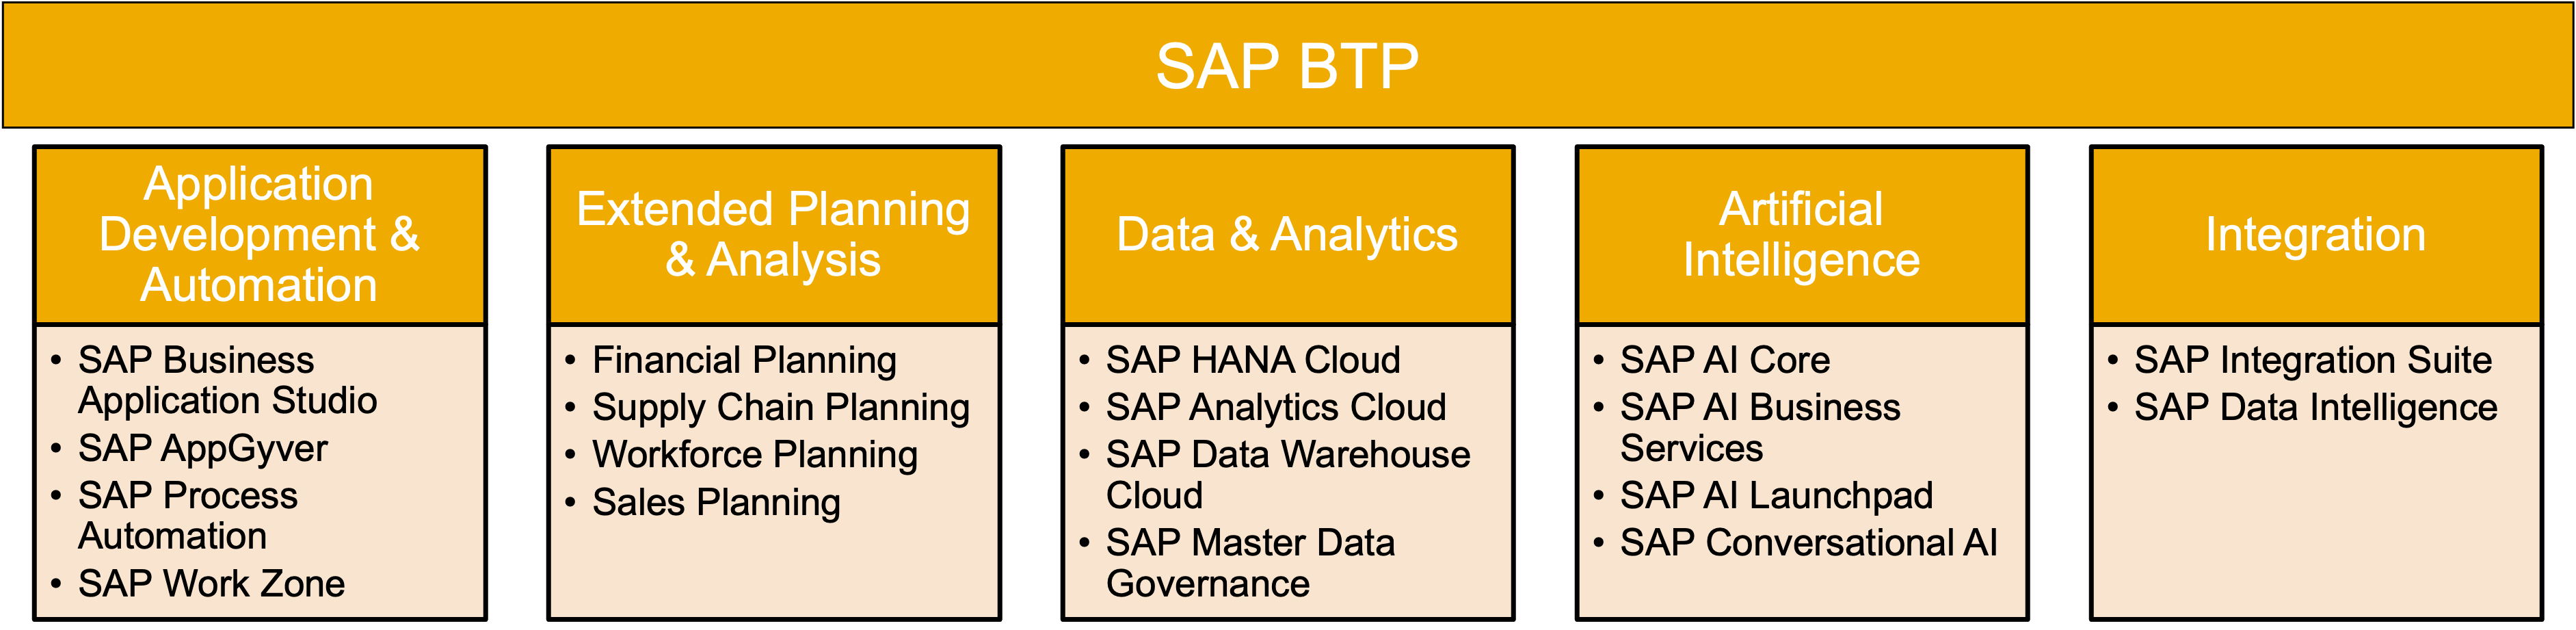 SAP BTP
Application
Development &
Automation
• SAP Business
Application Studio
• SAP AppGyver
• SAP Process
Automation
• SAP Work Zone
Extended Planning
& Analysis
• Financial Planning
• Supply Chain Planning
• Workforce Planning
• Sales Planning
Data & Analytics
• SAP HANA Cloud
• SAP Analytics Cloud
• SAP Data Warehouse
Cloud
• SAP Master Data
Governance
Artificial
Intelligence
• SAP AI Core
• SAP AI Business
Services
• SAP AI Launchpad
• SAP Conversational AI
Integration
• SAP Integration Suite
• SAP Data Intelligence